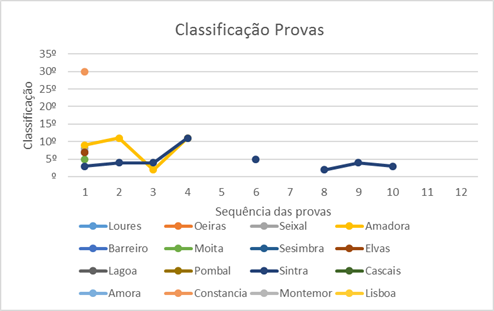 Classificação Provas
35º
30º
25º
20º
15º
10º
5º
º
Classificação
1 2 3 4 5 6 7 8 9 10 11 12
Sequência das provas
Loures Oeiras Seixal Amadora
Barreiro Moita Sesimbra Elvas
Lagoa Pombal Sintra Cascais
Amora Constancia Montemor Lisboa